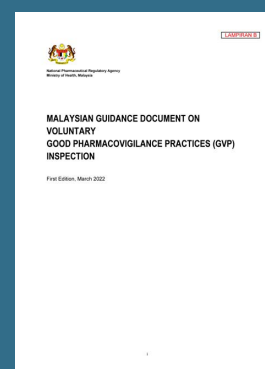 LAMPIRAN B
National Pharmaceutical Regulatory Agency
Ministry of Health, Malaysia
MALAYSIAN GUIDANCE DOCUMENT ON
VOLUNTARY
GOOD PHARMACOVIGILANCE PRACTICES (GVP)
INSPECTION
First Edition, March 2022